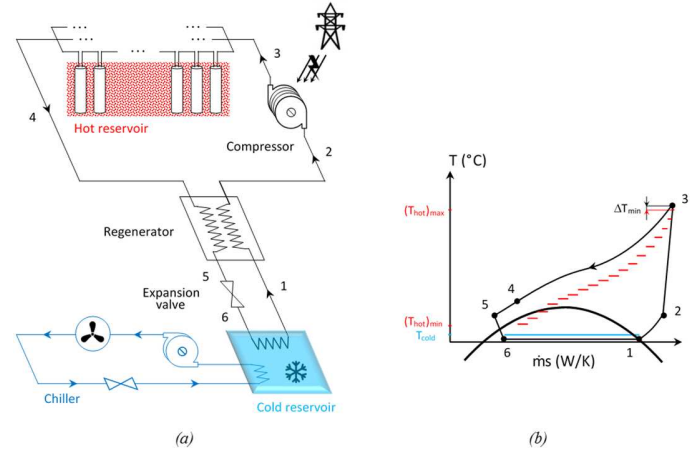 ... ...
... ...
3
Hot reservoir
4
Compressor
2
Regenerator
5
1
Expansion
valve
6
Chiller
Cold reservoir
(a)
T (°C)
3
(Thot)max
ΔTmin
4
5
2
(Thot)min
Tcold
6
1
ṁs (W/K)
(b)